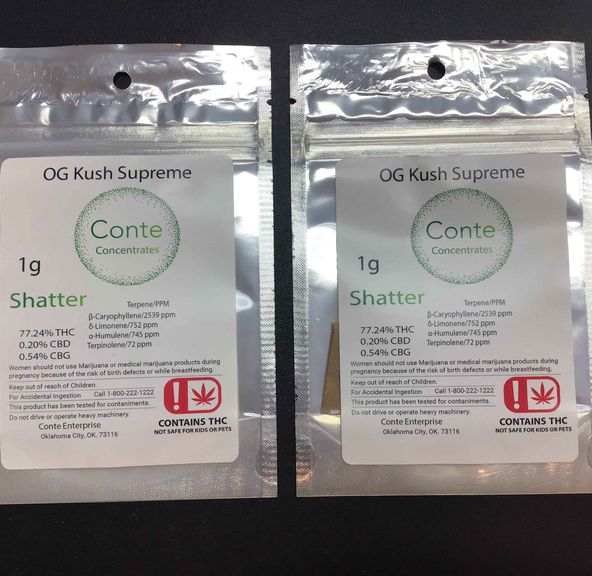 OG Kush Supreme
Conte
Concentrates
1g
Shatter
Terpene/PPM
β-Caryophyllene/2539 ppm
δ-Limonene/752 ppm
α-Humulene/745 ppm
Terpinolene/72 ppm
77.24% THC
0.20% CBD
0.54% CBG
Women should not use Marijuana or medical marijuana products during
pregnancy because of the risk of birth defects or while breastfeeding.
Keep out of reach of Children.
For Accidental Ingestion Call 1-800-222-1222
This product has been tested for contaniments.
Do not drive or operate heavy machinery.
Conte Enterprise
Oklahoma City, OK. 73116
!
CONTAINS THC
NOT SAFE FOR KIDS OR PETS
OG Kush Supreme
Conte
Concentrates
1g
Shatter
Terpene/PPM
β-Caryophyllene/2539 ppm
δ-Limonene/752 ppm
α-Humulene/745 ppm
Terpinolene/72 ppm
77.24% THC
0.20% CBD
0.54% CBG
Women should not use Marijuana or medical marijuana products during
pregnancy because of the risk of birth defects or while breastfeeding.
Keep out of reach of Children.
For Accidental Ingestion Call 1-800-222-1222
This product has been tested for contaniments.
Do not drive or operate heavy machinery.
Conte Enterprise
Oklahoma City, OK. 73116
!
CONTAINS THC
NOT SAFE FOR KIDS OR PETS